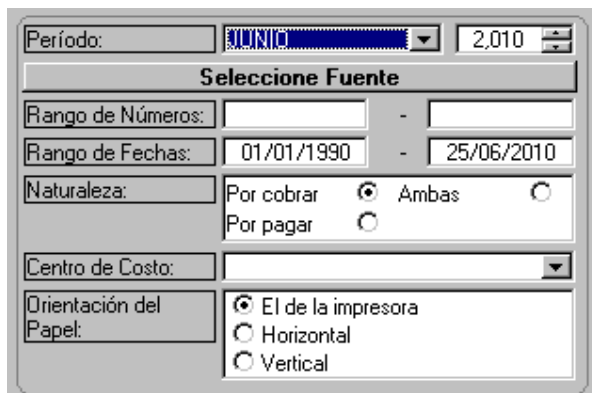 Período: JUNIO 2,010
Seleccione Fuente
Rango de Números: -
Rango de Fechas: 01/01/1990 - 25/06/2010
Naturaleza: Por cobrar Ambas
Por pagar
Centro de Costo:
Orientación del Papel: El de la impresora
Horizontal
Vertical